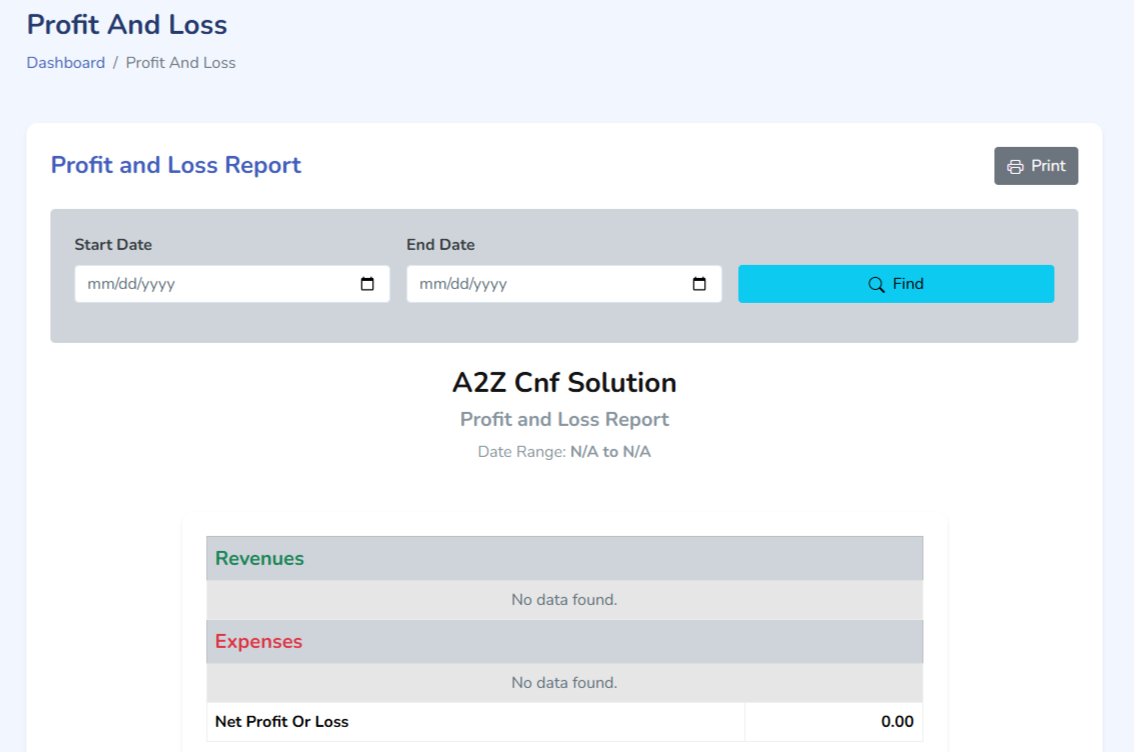 Profit And Loss
Dashboard / Profit And Loss
Profit and Loss Report
Print
Start Date
End Date
mm/dd/yyyy
mm/dd/yyyy
Find
A2Z Cnf Solution
Profit and Loss Report
Date Range: N/A to N/A
Revenues
No data found.
Expenses
No data found.
Net Profit Or Loss 0.00